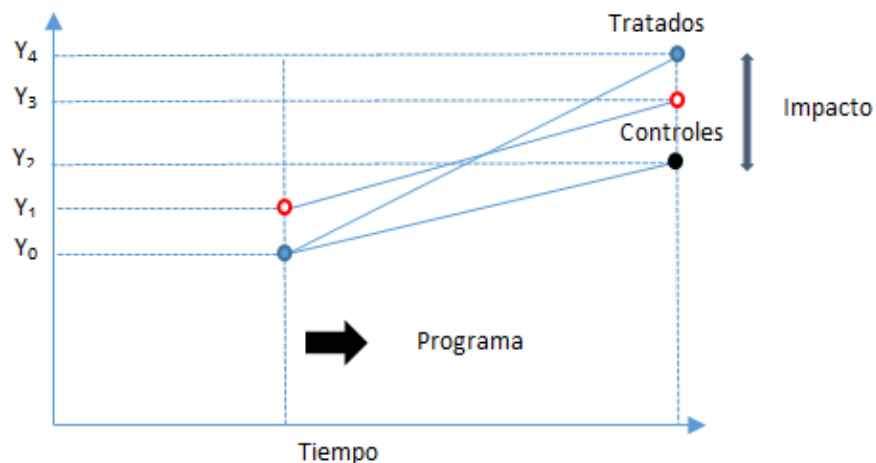 Tratados
Y₄
Y₃
Impacto
Controles
Y₂
Y₁
Y₀
Programa
Tiempo